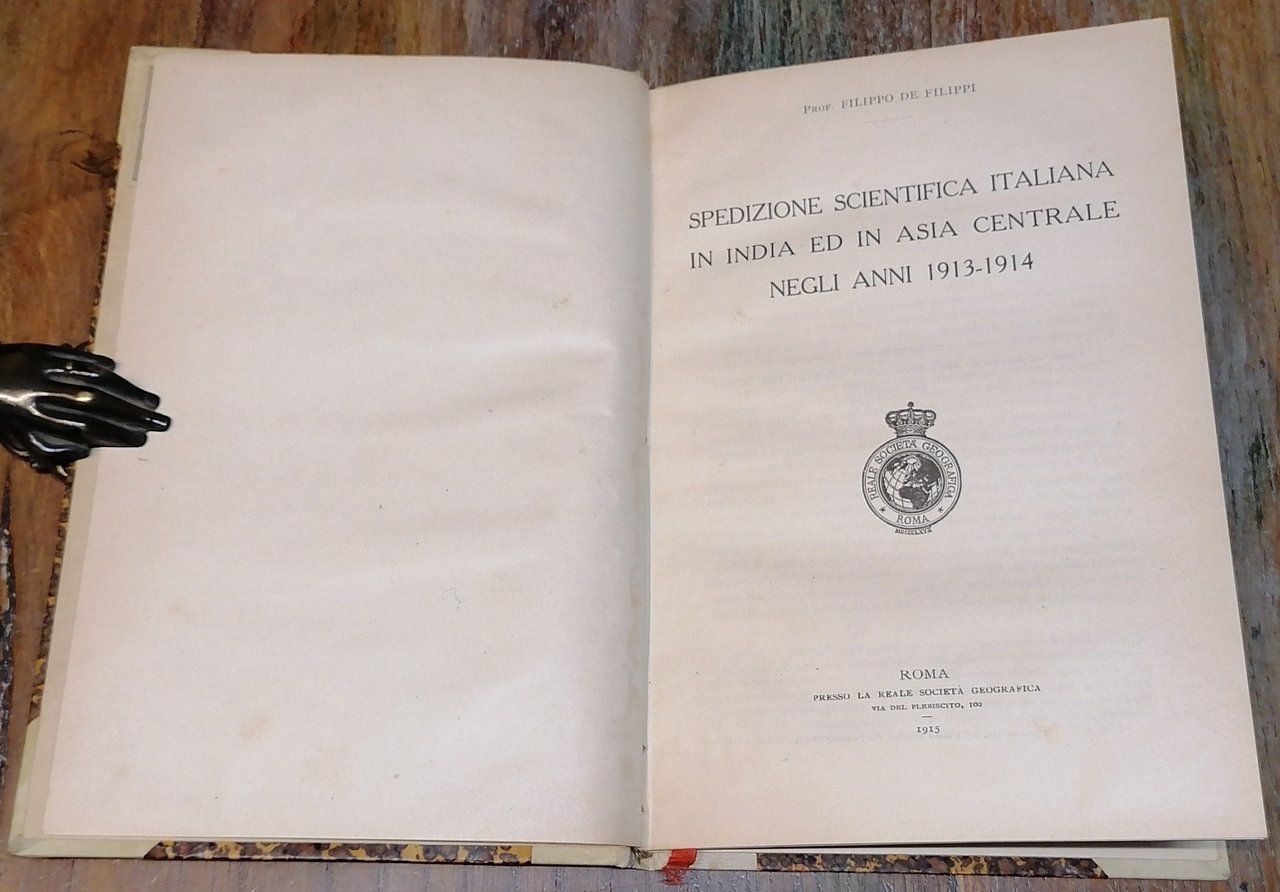 Prof. FILIPPO DE FILIPPI
SPEDIZIONE SCIENTIFICA ITALIANA
IN INDIA ED IN ASIA CENTRALE
NEGLI ANNI 1913-1914
REALE SOCIETÀ GEOGRAFICA
ROMA
ROMA
PRESSO LA REALE SOCIETÀ GEOGRAFICA
VIA DEL PLEBISCITO, 102
1915